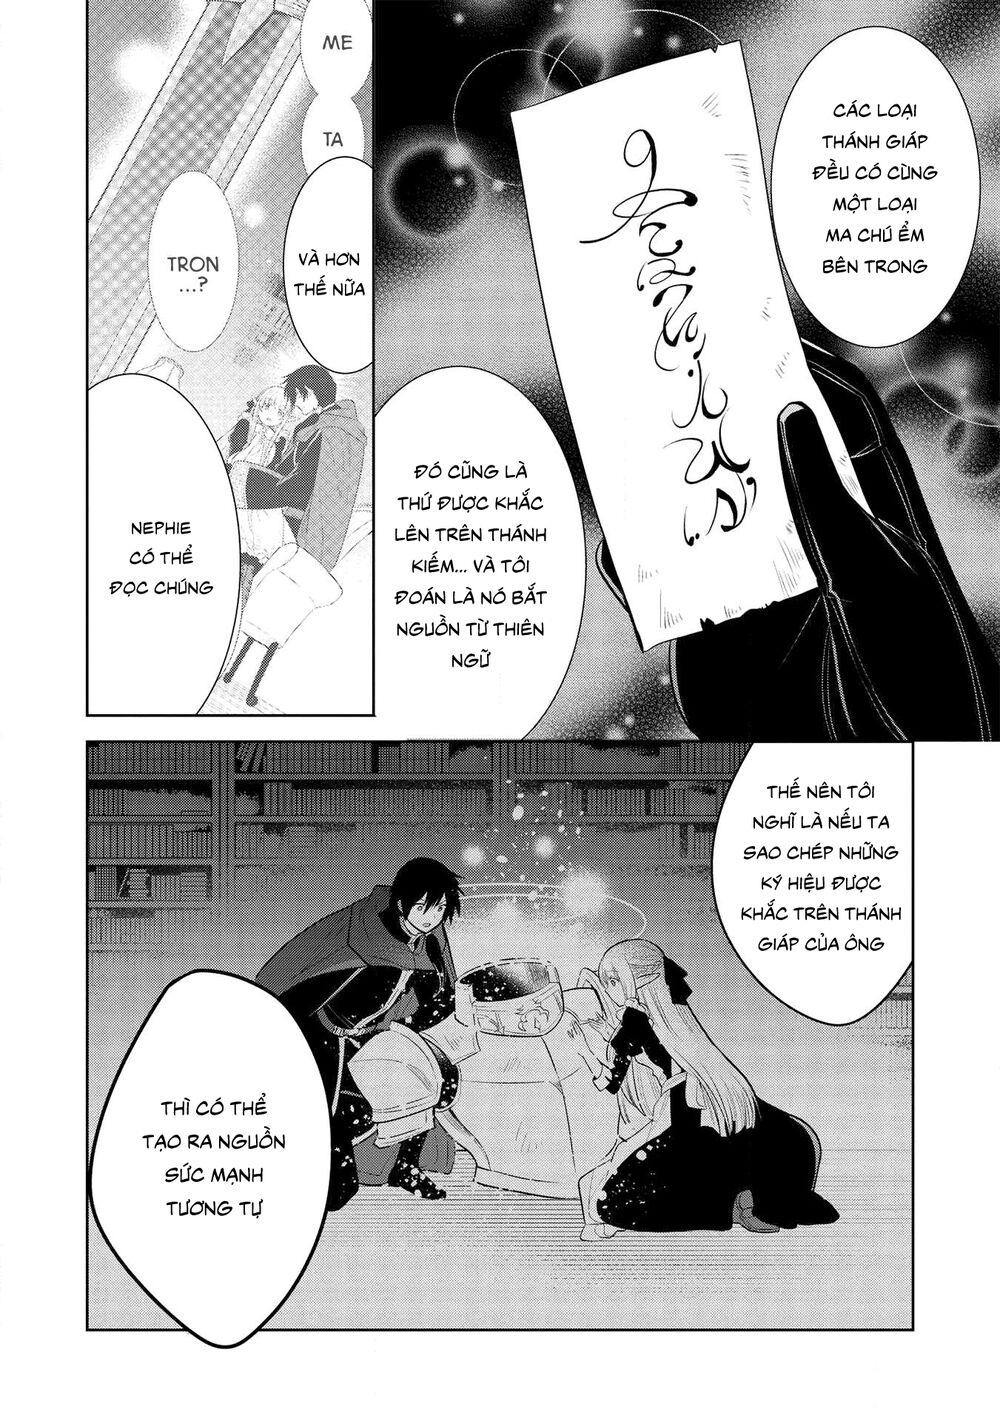 CÁC LOẠI
THÁNH GIÁP
ĐỀU CÓ CÙNG
MỘT LOẠI
MA CHÚ ẾM
BÊN TRONG
ĐÓ CŨNG LÀ
THỨ ĐƯỢC KHẮC
LÊN TRÊN THÁNH
KIẾM... VÀ TÔI
ĐOÁN LÀ NÓ BẮT
NGUỒN TỪ THIÊN
NGỮ
VÀ HƠN
THẾ NỮA
ME
TA
TRON
...?
NEPHIE
CÓ THỂ
ĐỌC CHÚNG
THẾ NÊN TÔI
NGHĨ LÀ NẾU TA
SAO CHÉP NHỮNG
KÝ HIỆU ĐƯỢC
KHẮC TRÊN THÁNH
GIÁP CỦA ÔNG
THÌ CÓ THỂ
TẠO RA NGUỒN
SỨC MẠNH
TƯƠNG TỰ